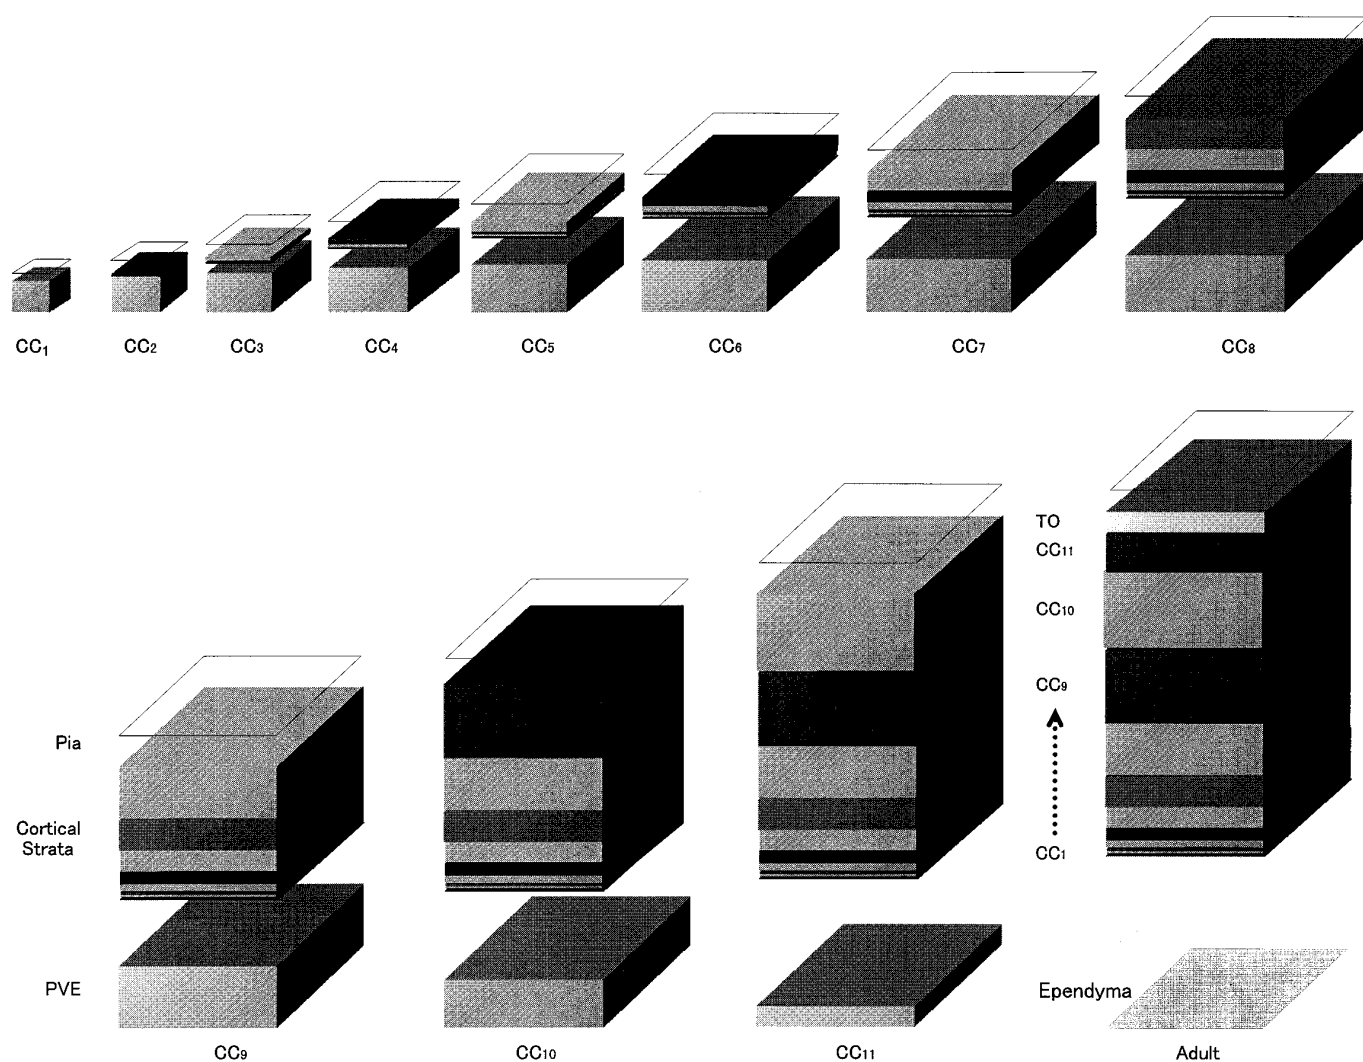 CC1 CC2 CC3 CC4 CC5 CC6 CC7 CC8
TO
CC11
CC10
CC9
Pia
Cortical
Strata
CC1
PVE
Ependyma
CC9 CC10 CC11 Adult